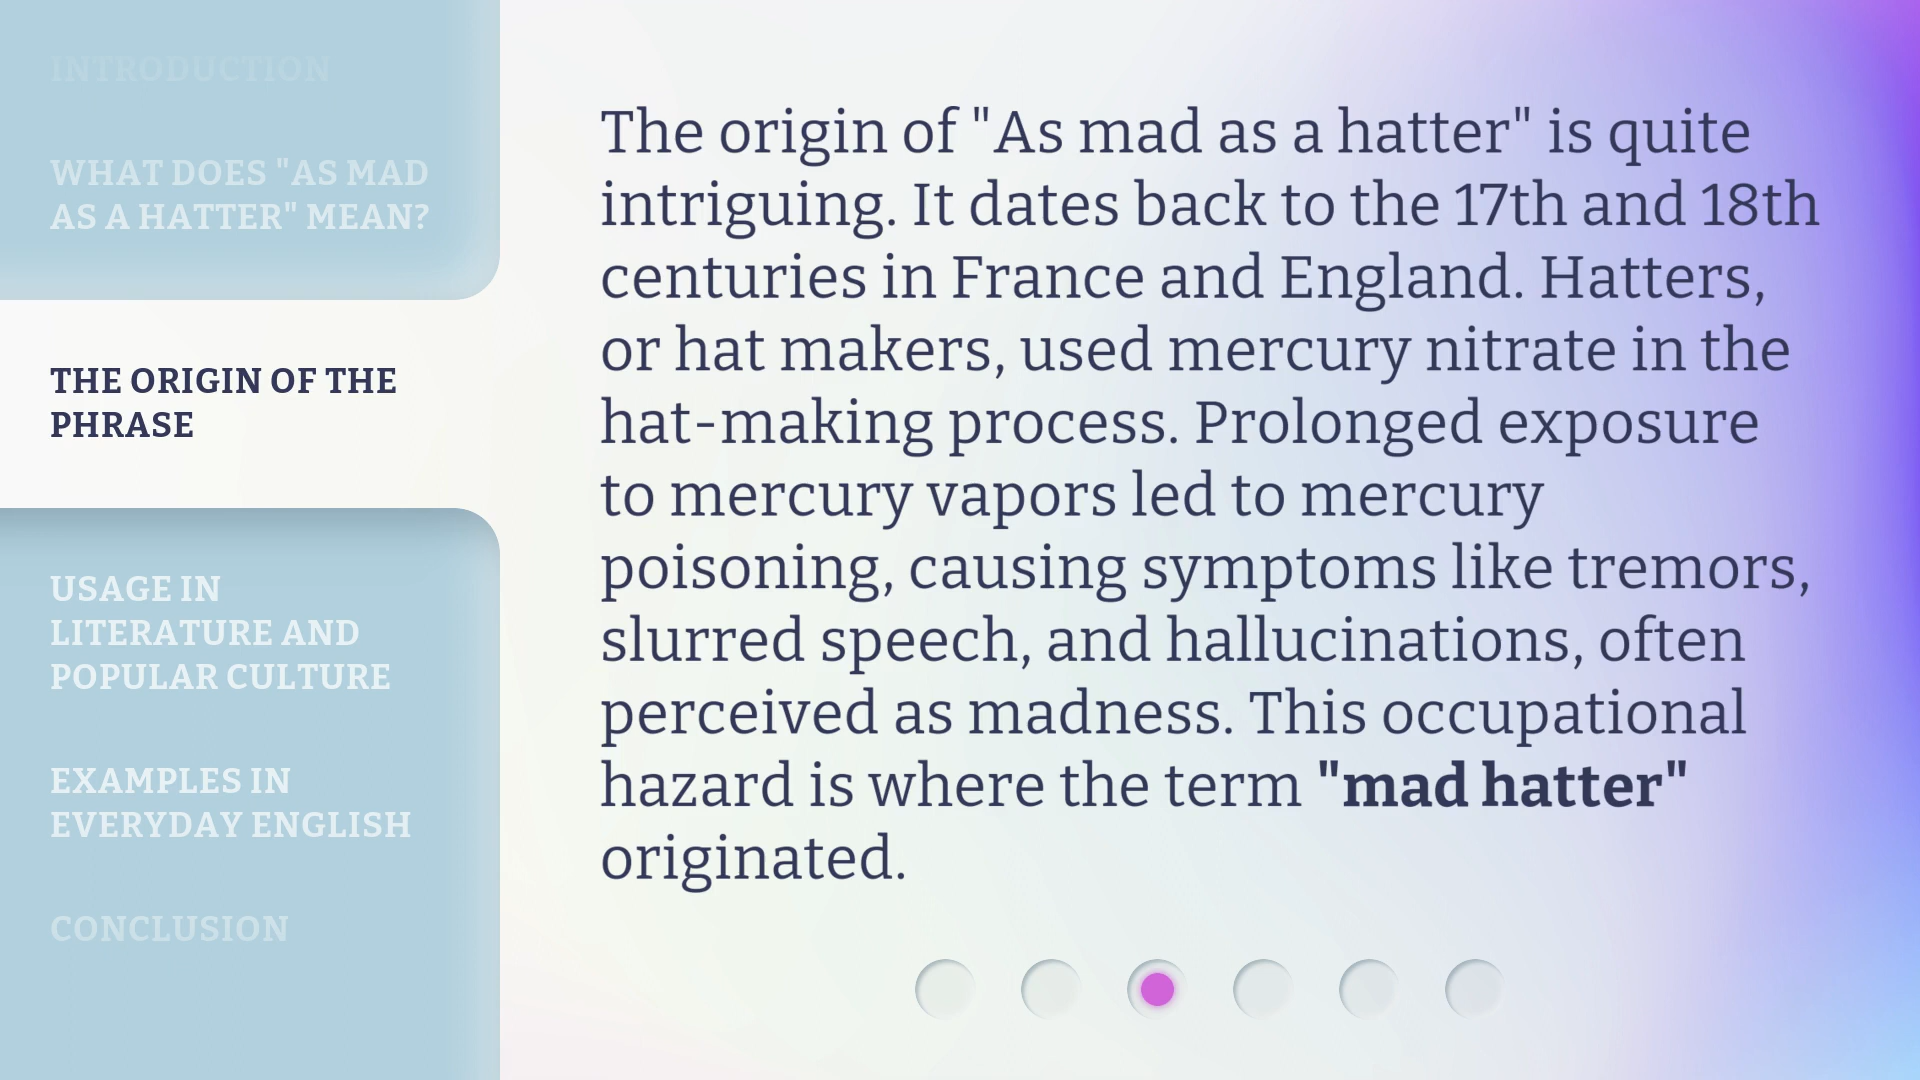 INTRODUCTION
WHAT DOES "AS MAD
AS A HATTER" MEAN?
THE ORIGIN OF THE
PHRASE
USAGE IN
LITERATURE AND
POPULAR CULTURE
EXAMPLES IN
EVERYDAY ENGLISH
CONCLUSION
The origin of "As mad as a hatter" is quite
intriguing. It dates back to the 17th and 18th
centuries in France and England. Hatters,
or hat makers, used mercury nitrate in the
hat-making process. Prolonged exposure
to mercury vapors led to mercury
poisoning, causing symptoms like tremors,
slurred speech, and hallucinations, often
perceived as madness. This occupational
hazard is where the term "mad hatter"
originated.